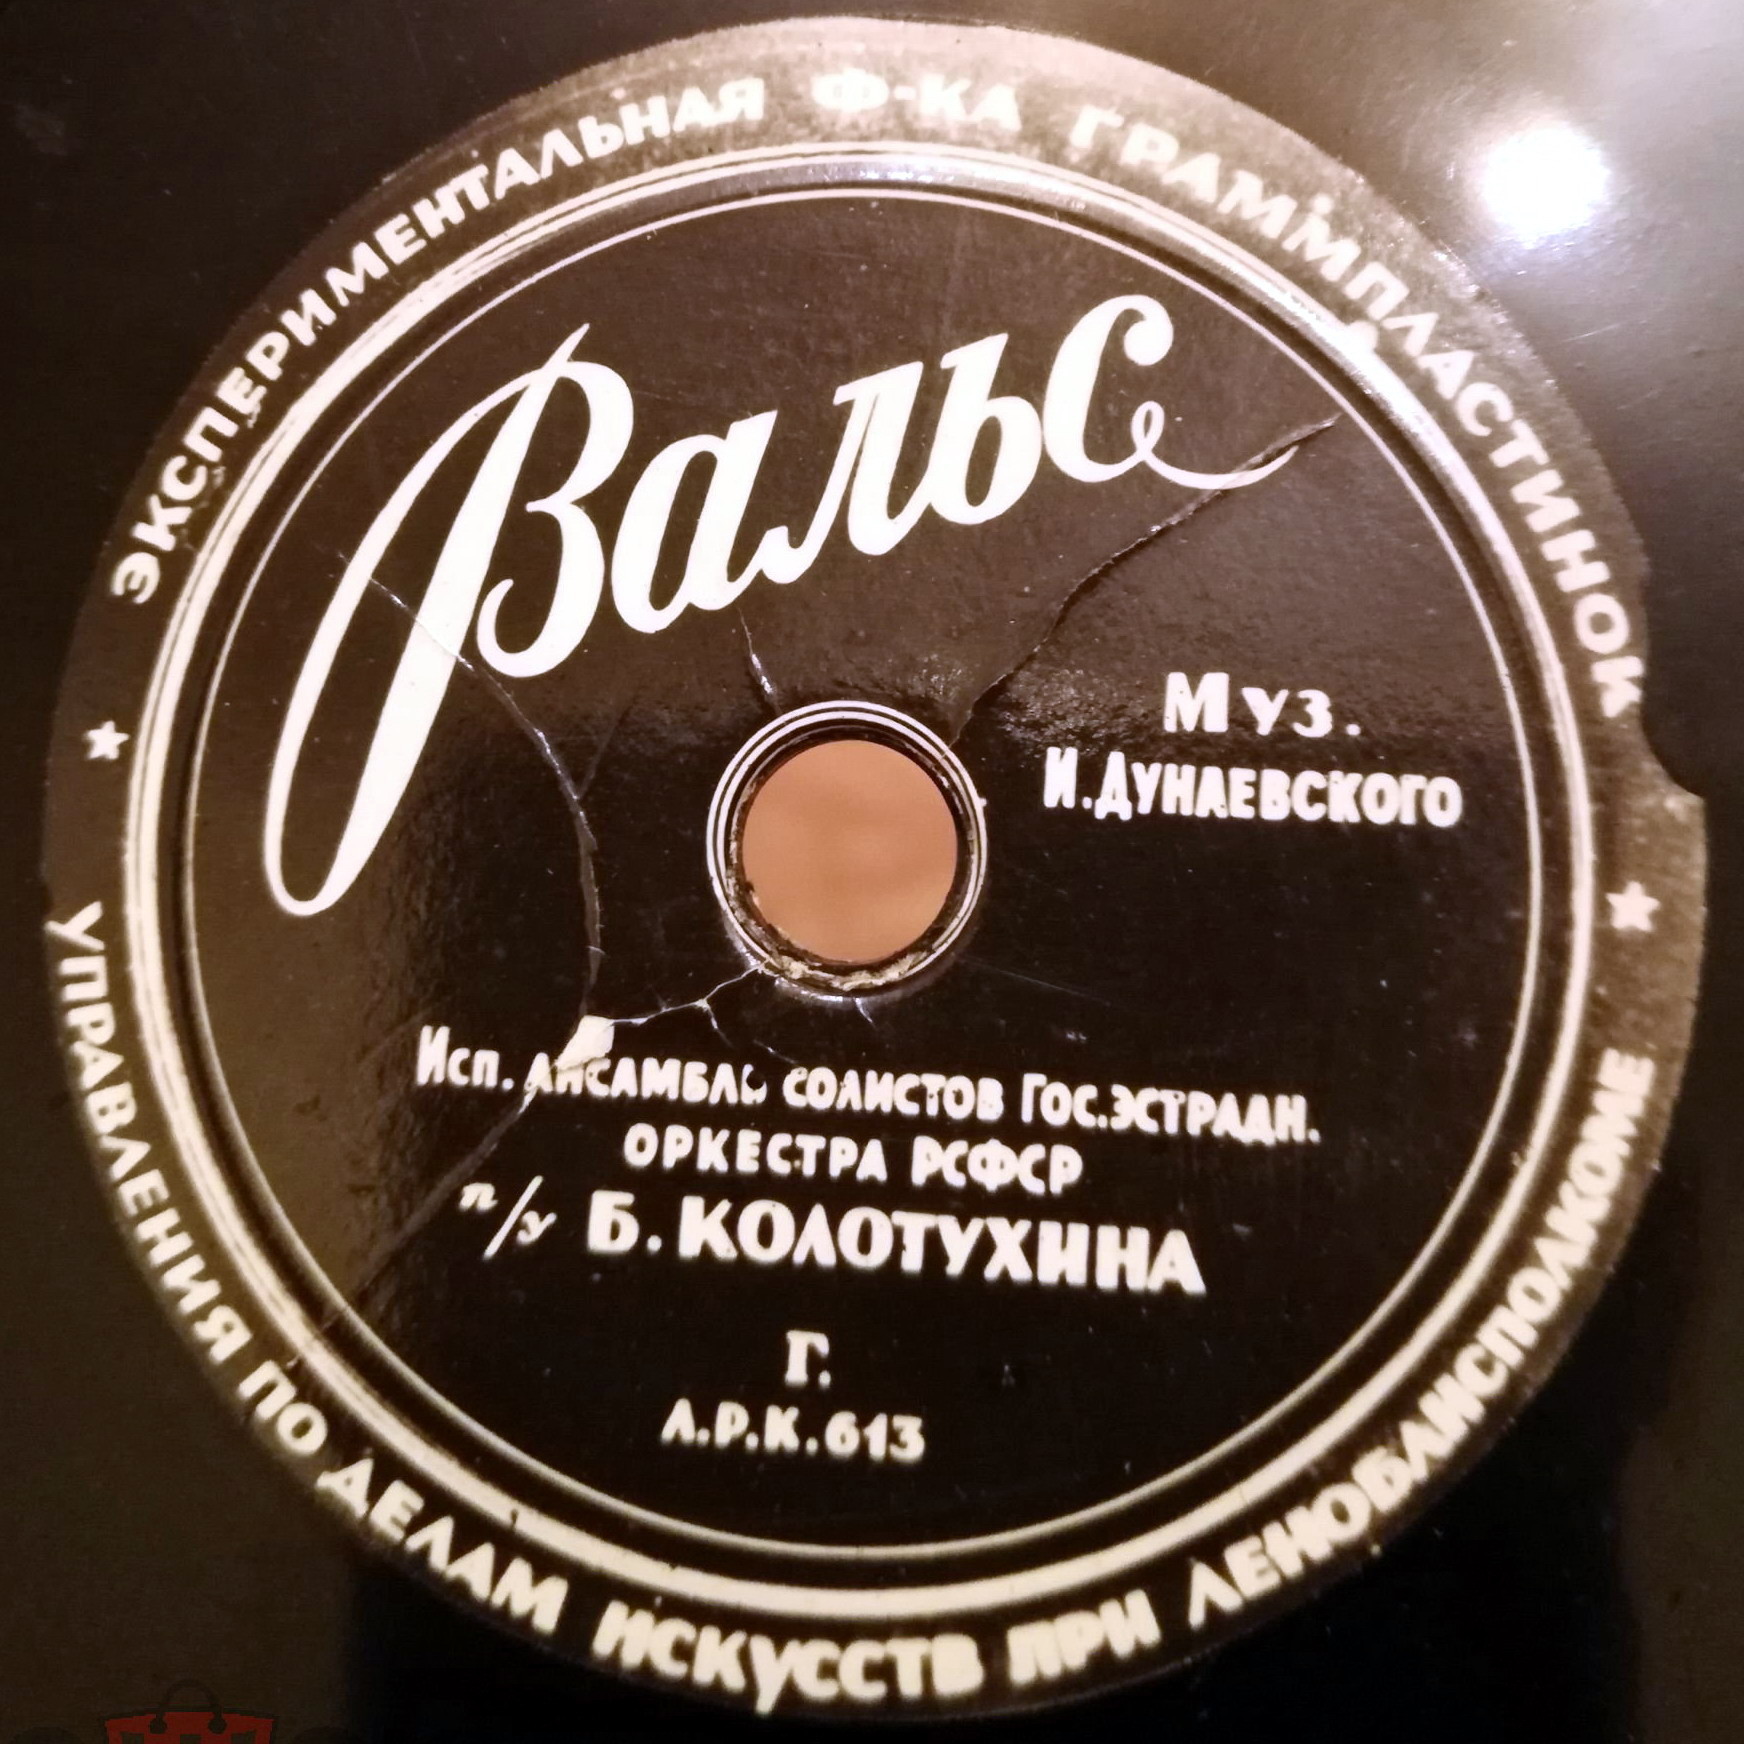 ЭКСПЕРИМЕНТАЛЬНАЯ Ф-КА ГРАММПЛАСТИНОК
Вальс
Муз.
И. ДУНАЕВСКОГО
Исп. АНСАМБЛЬ СОЛИСТОВ ГОС.ЭСТРАДН.
ОРКЕСТРА РСФСР
п/у Б. КОЛОТУХИНА
Г.
Л.Р.К.613
УПРАВЛЕНИЯ ПО ДЕЛАМ ИСКУССТВ ПРИ ЛЕНОБЛИСПОЛКОМЕ